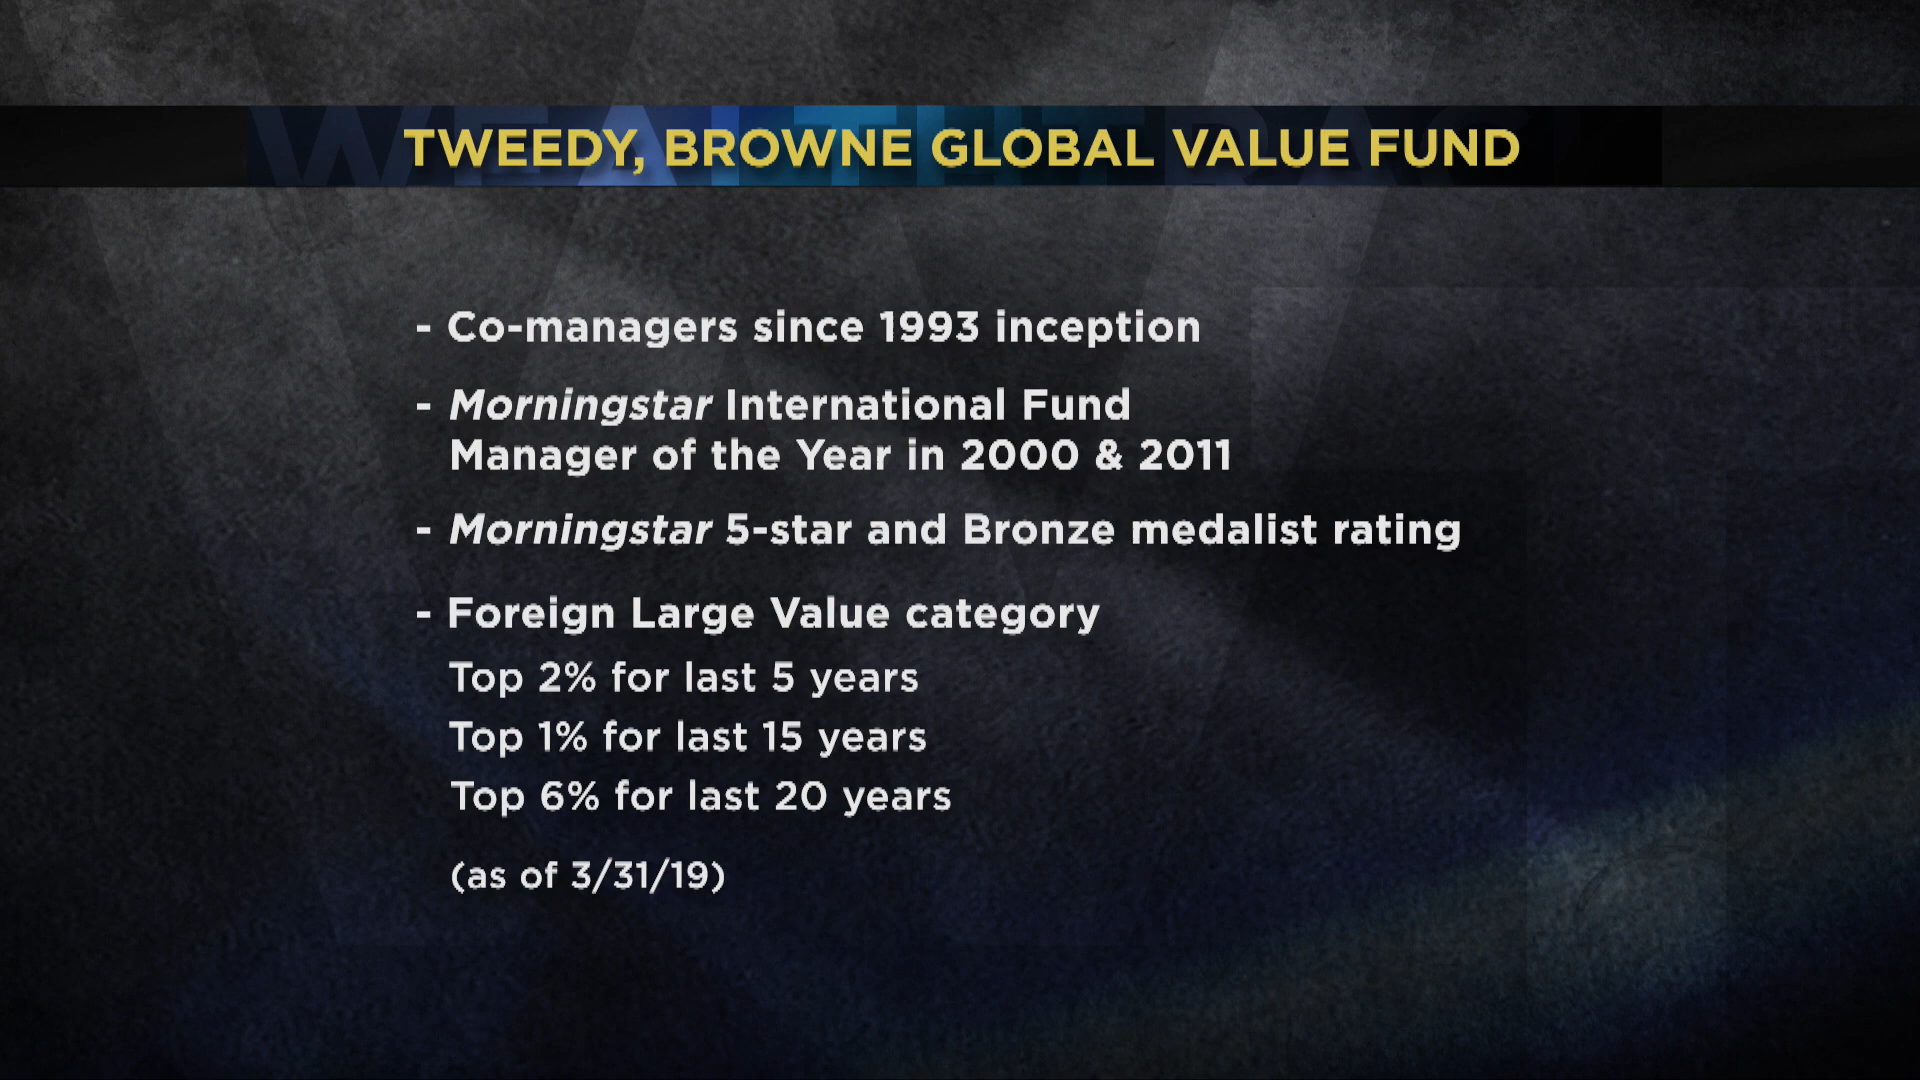 TWEEDY, BROWNE GLOBAL VALUE FUND
- Co-managers since 1993 inception
- Morningstar International Fund
Manager of the Year in 2000 & 2011
- Morningstar 5-star and Bronze medalist rating
- Foreign Large Value category
Top 2% for last 5 years
Top 1% for last 15 years
Top 6% for last 20 years
(as of 3/31/19)